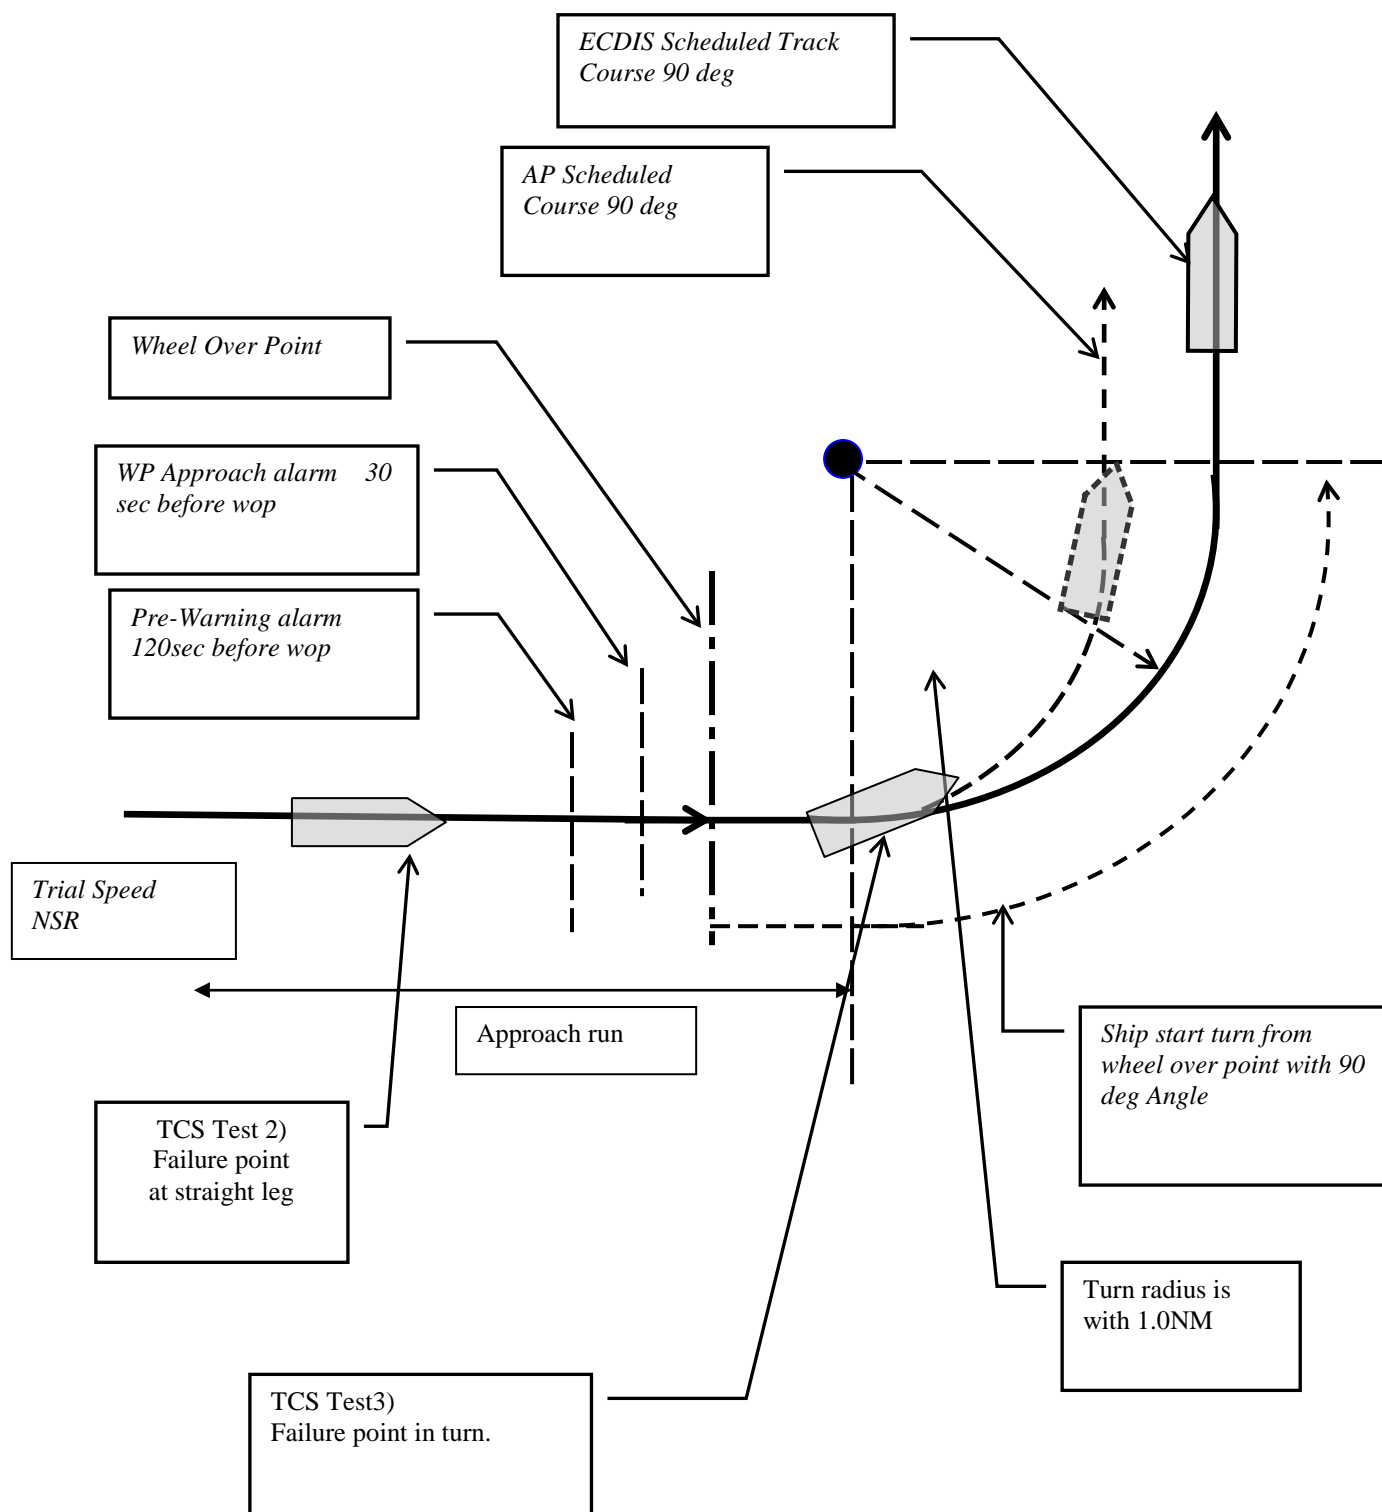 ECDIS Scheduled Track
Course 90 deg
AP Scheduled
Course 90 deg
Wheel Over Point
WP Approach alarm 30
sec before wop
Pre-Warning alarm
120sec before wop
Trial Speed
NSR
Approach run
Ship start turn from
wheel over point with 90
deg Angle
TCS Test 2)
Failure point
at straight leg
Turn radius is
with 1.0NM
TCS Test3)
Failure point in turn.